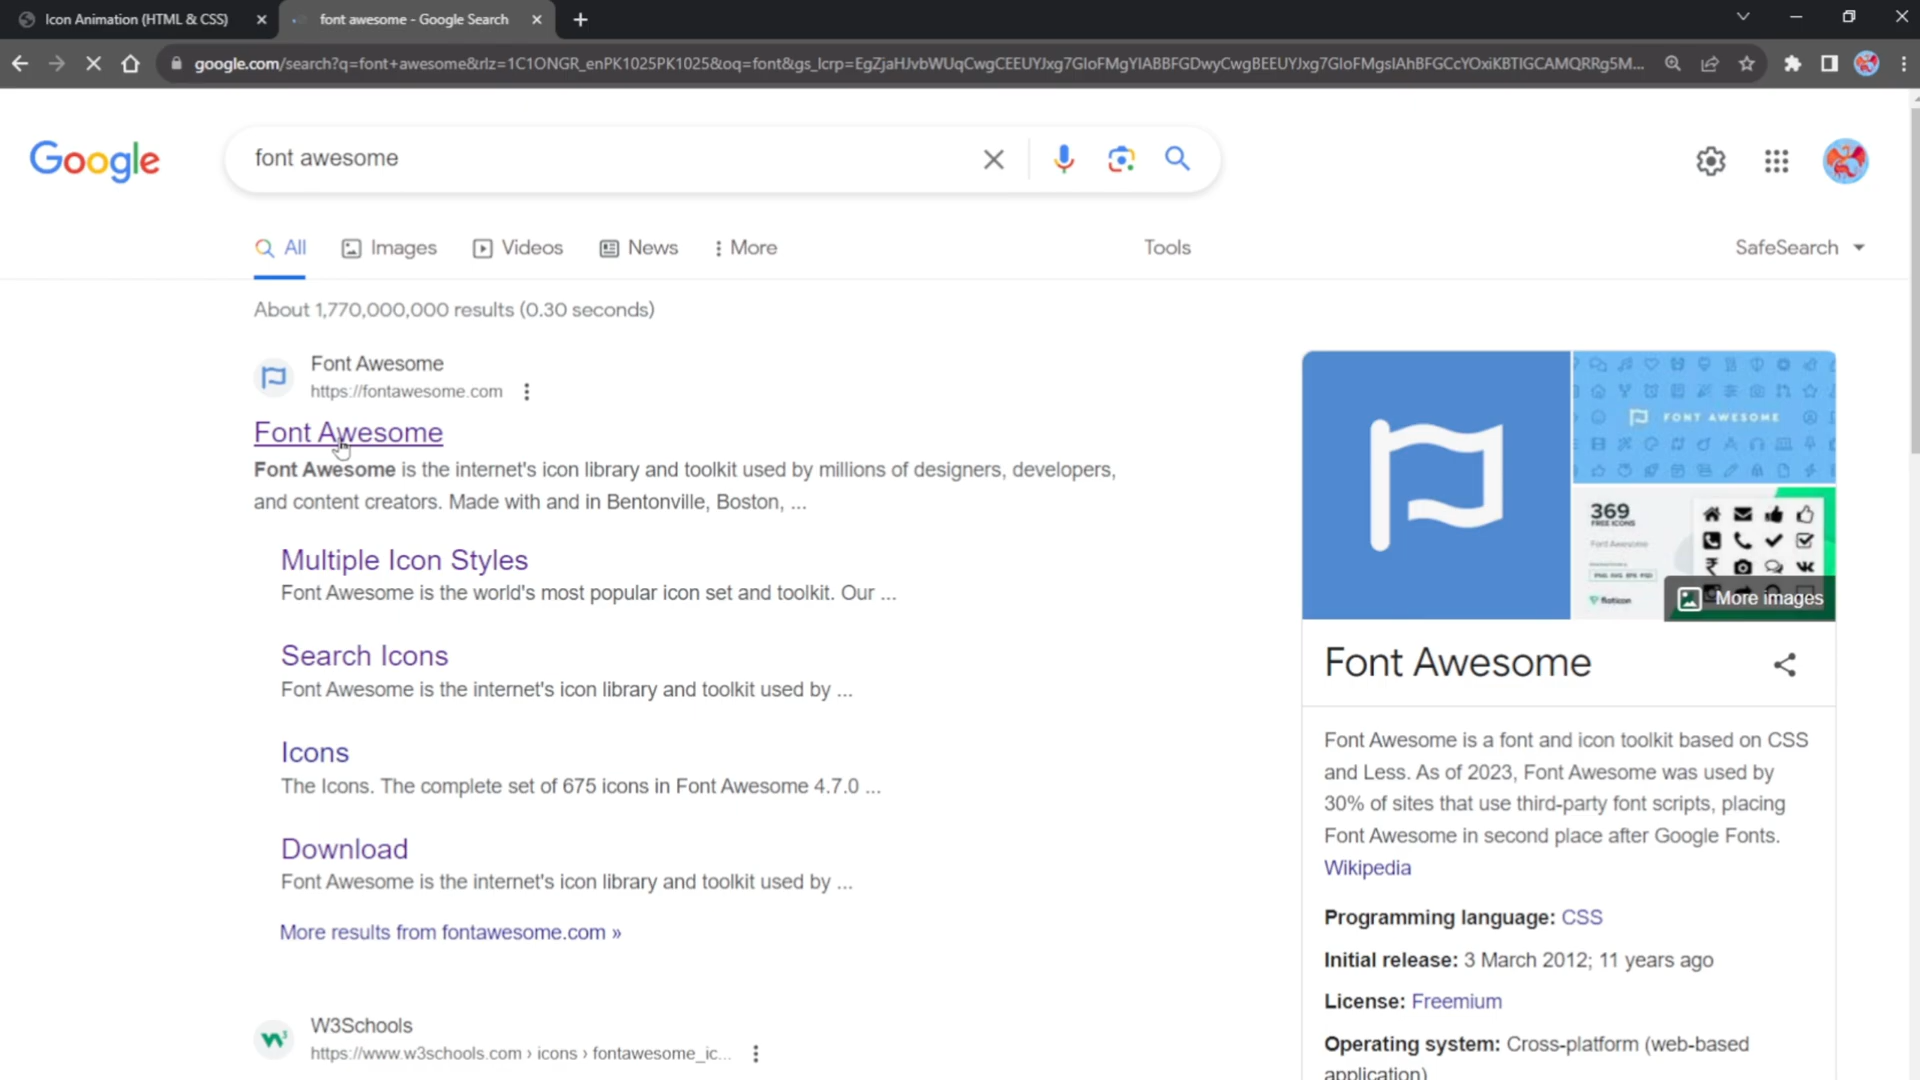 Icon Animation (HTML & CSS)
font awesome - Google Search
google.com/search?q=font+awesome&rlz=1C1ONGR_enPK1025PK1025&oq=font&gs_lcrp=
Google
font awesome
All
Images
Videos
News
More
Tools
SafeSearch
About 1,770,000,000 results (0.30 seconds)
Font Awesome
https://fontawesome.com
Font Awesome
Font Awesome is the internet's icon library and toolkit used by millions of designers, developers,
and content creators. Made with and in Bentonville, Boston, ...
Multiple Icon Styles
Font Awesome is the world's most popular icon set and toolkit. Our ...
Search Icons
Font Awesome is the internet's icon library and toolkit used by ...
Icons
The Icons. The complete set of 675 icons in Font Awesome 4.7.0 ...
Download
Font Awesome is the internet's icon library and toolkit used by ...
More results from fontawesome.com »
W3Schools
https://www.w3schools.com › icons › fontawesome_ic...
FONT AWESOME
369
FREE ICONS
Font Awesome
flaticon
More images
Font Awesome
Font Awesome is a font and icon toolkit based on CSS
and Less. As of 2023, Font Awesome was used by
30% of sites that use third-party font scripts, placing
Font Awesome in second place after Google Fonts.
Wikipedia
Programming language: CSS
Initial release: 3 March 2012; 11 years ago
License: Freemium
Operating system: Cross-platform (web-based
application)